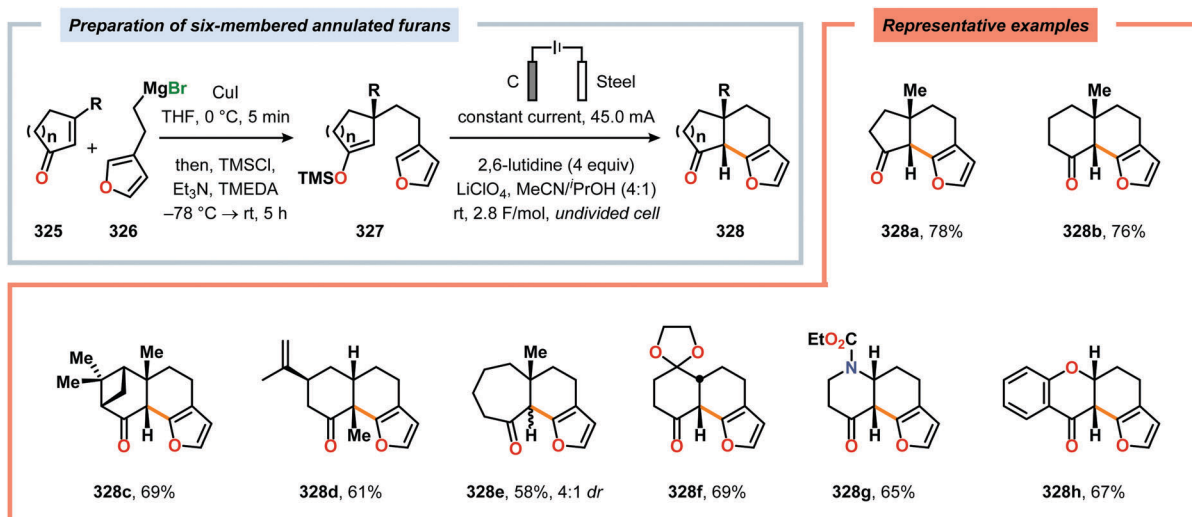 Preparation of six-membered annulated furans
Representative examples
MgBr
R
( )n
O
+
O
325
326
CuI
THF, 0 °C, 5 min
then, TMSCl,
Et3N, TMEDA
–78 °C → rt, 5 h
R
( )n
TMSO
O
327
C
Steel
constant current, 45.0 mA
2,6-lutidine (4 equiv)
LiClO4, MeCN/iPrOH (4:1)
rt, 2.8 F/mol, undivided cell
R
( )n
O
H
O
328
Me
O
H
O
328a, 78%
Me
O
H
O
328b, 76%
Me
Me
Me
O
H
O
328c, 69%
H
O
Me
O
328d, 61%
Me
O
H
O
328e, 58%, 4:1 dr
O
O
O
H
O
328f, 69%
EtO2C
N
H
O
H
O
328g, 65%
O
H
O
H
O
328h, 67%